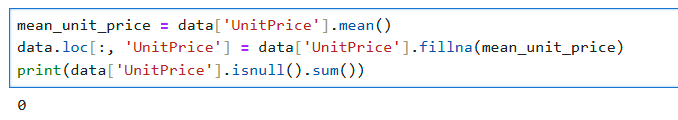 mean_unit_price = data['UnitPrice'].mean()
data.loc[:, 'UnitPrice'] = data['UnitPrice'].fillna(mean_unit_price)
print(data['UnitPrice'].isnull().sum())
0